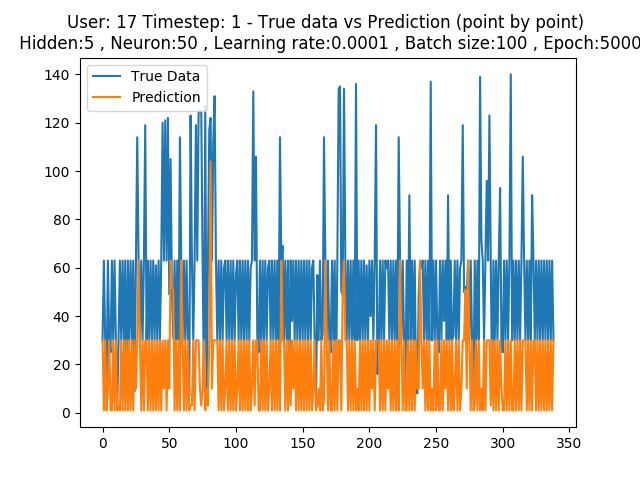 User: 17 Timestep: 1 - True data vs Prediction (point by point)
Hidden:5 , Neuron:50 , Learning rate:0.0001 , Batch size:100 , Epoch:5000
True Data
Prediction
140
120
100
80
60
40
20
0
0 50 100 150 200 250 300 350